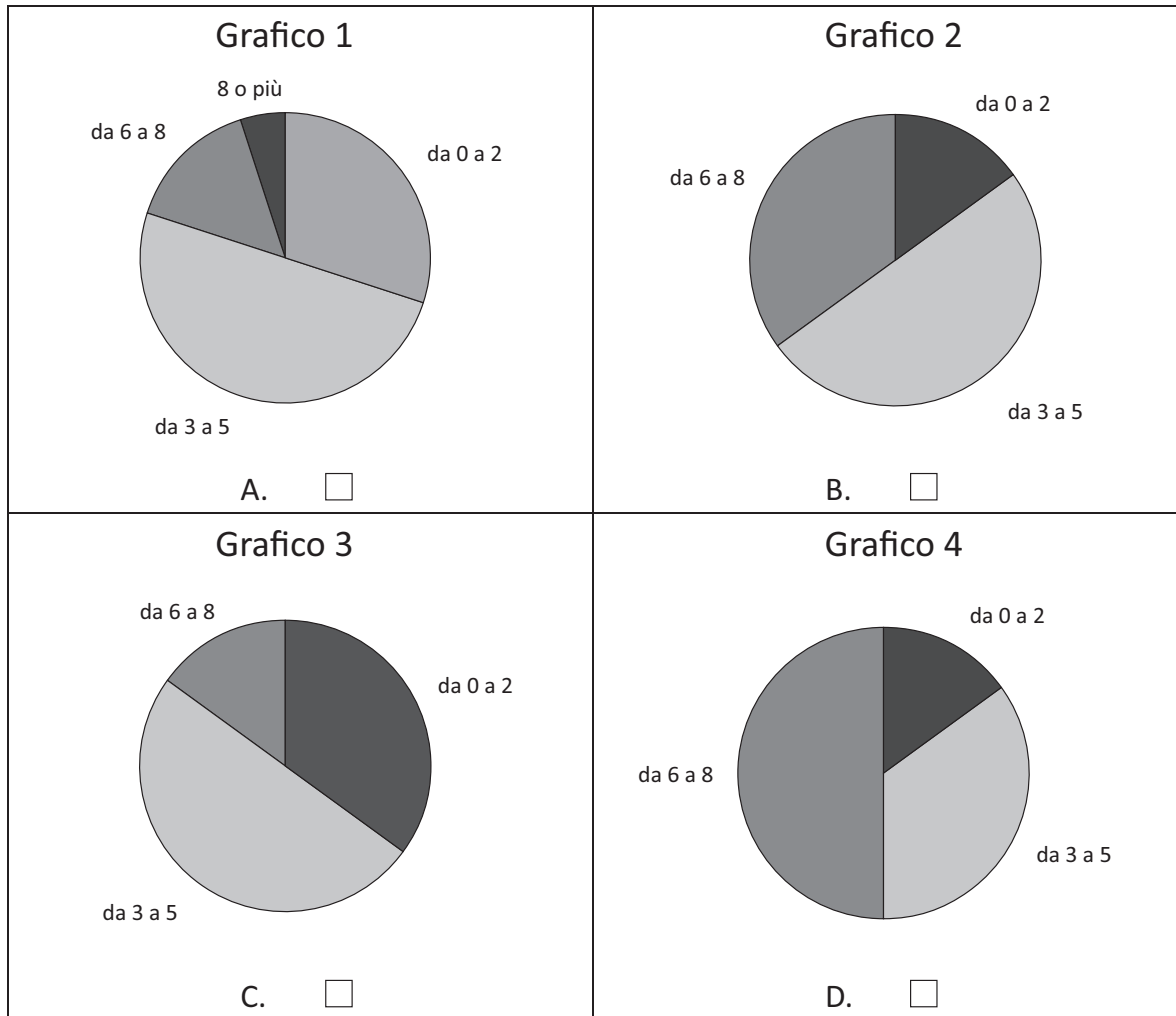 Grafico 1
8 o più
da 6 a 8
da 0 a 2
da 3 a 5
A.
Grafico 2
da 0 a 2
da 6 a 8
da 3 a 5
B.
Grafico 3
da 6 a 8
da 0 a 2
da 3 a 5
C.
Grafico 4
da 0 a 2
da 6 a 8
da 3 a 5
D.